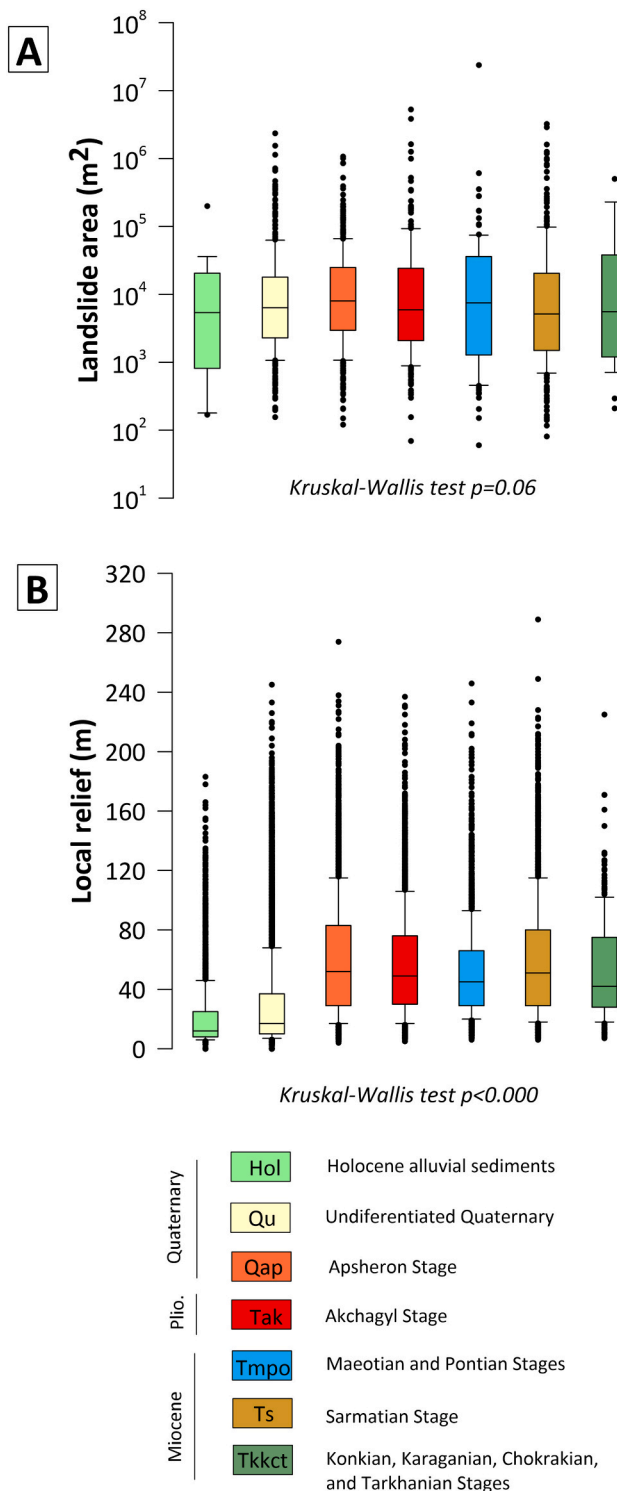 A
Landslide area (m²)
10⁸
10⁷
10⁶
10⁵
10⁴
10³
10²
10¹
Kruskal-Wallis test p=0.06
B
Local relief (m)
320
280
240
200
160
120
80
40
0
Kruskal-Wallis test p<0.000
Quaternary
Hol Holocene alluvial sediments
Qu Undiferentiated Quaternary
Qap Apsheron Stage
Plio.
Tak Akchagyl Stage
Miocene
Tmpo Maeotian and Pontian Stages
Ts Sarmatian Stage
Tkkct Konkian, Karaganian, Chokrakian,
and Tarkhanian Stages